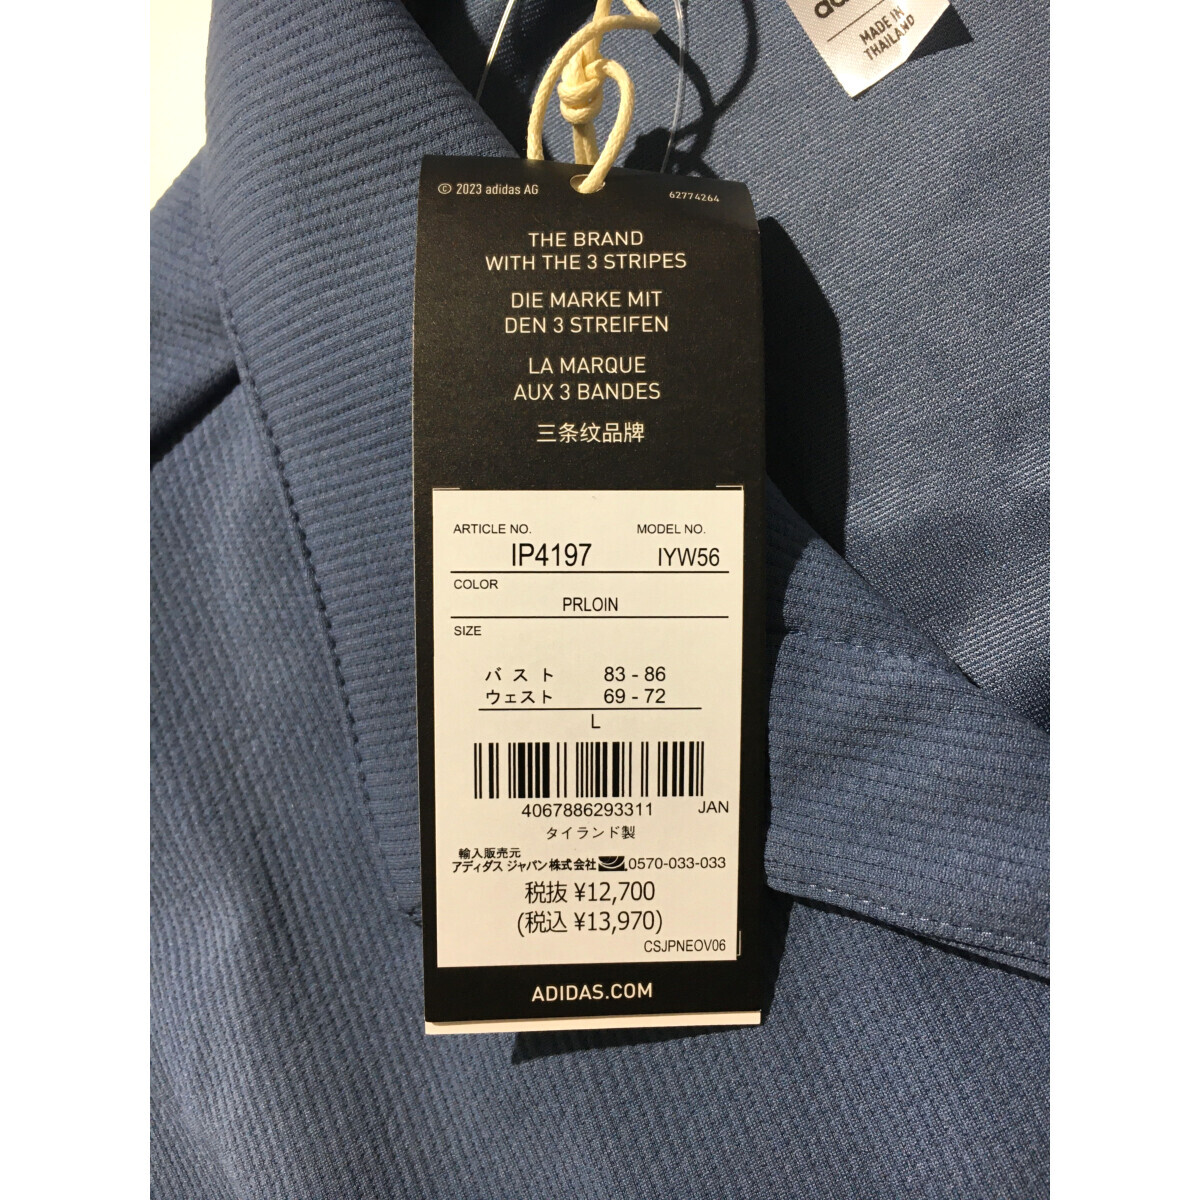 MADE IN
THAILAND
© 2023 adidas AG
62774264
THE BRAND
WITH THE 3 STRIPES
DIE MARKE MIT
DEN 3 STREIFEN
LA MARQUE
AUX 3 BANDES
三条纹品牌
ARTICLE NO. MODEL NO.
IP4197 IYW56
COLOR
PRLOIN
SIZE
バスト 83 - 86
ウェスト 69 - 72
L
4067886293311 JAN
タイランド製
輸入販売元
アディダス ジャパン株式会社 0570-033-033
税抜 ¥12,700
(税込 ¥13,970)
CSJPNEOV06
ADIDAS.COM